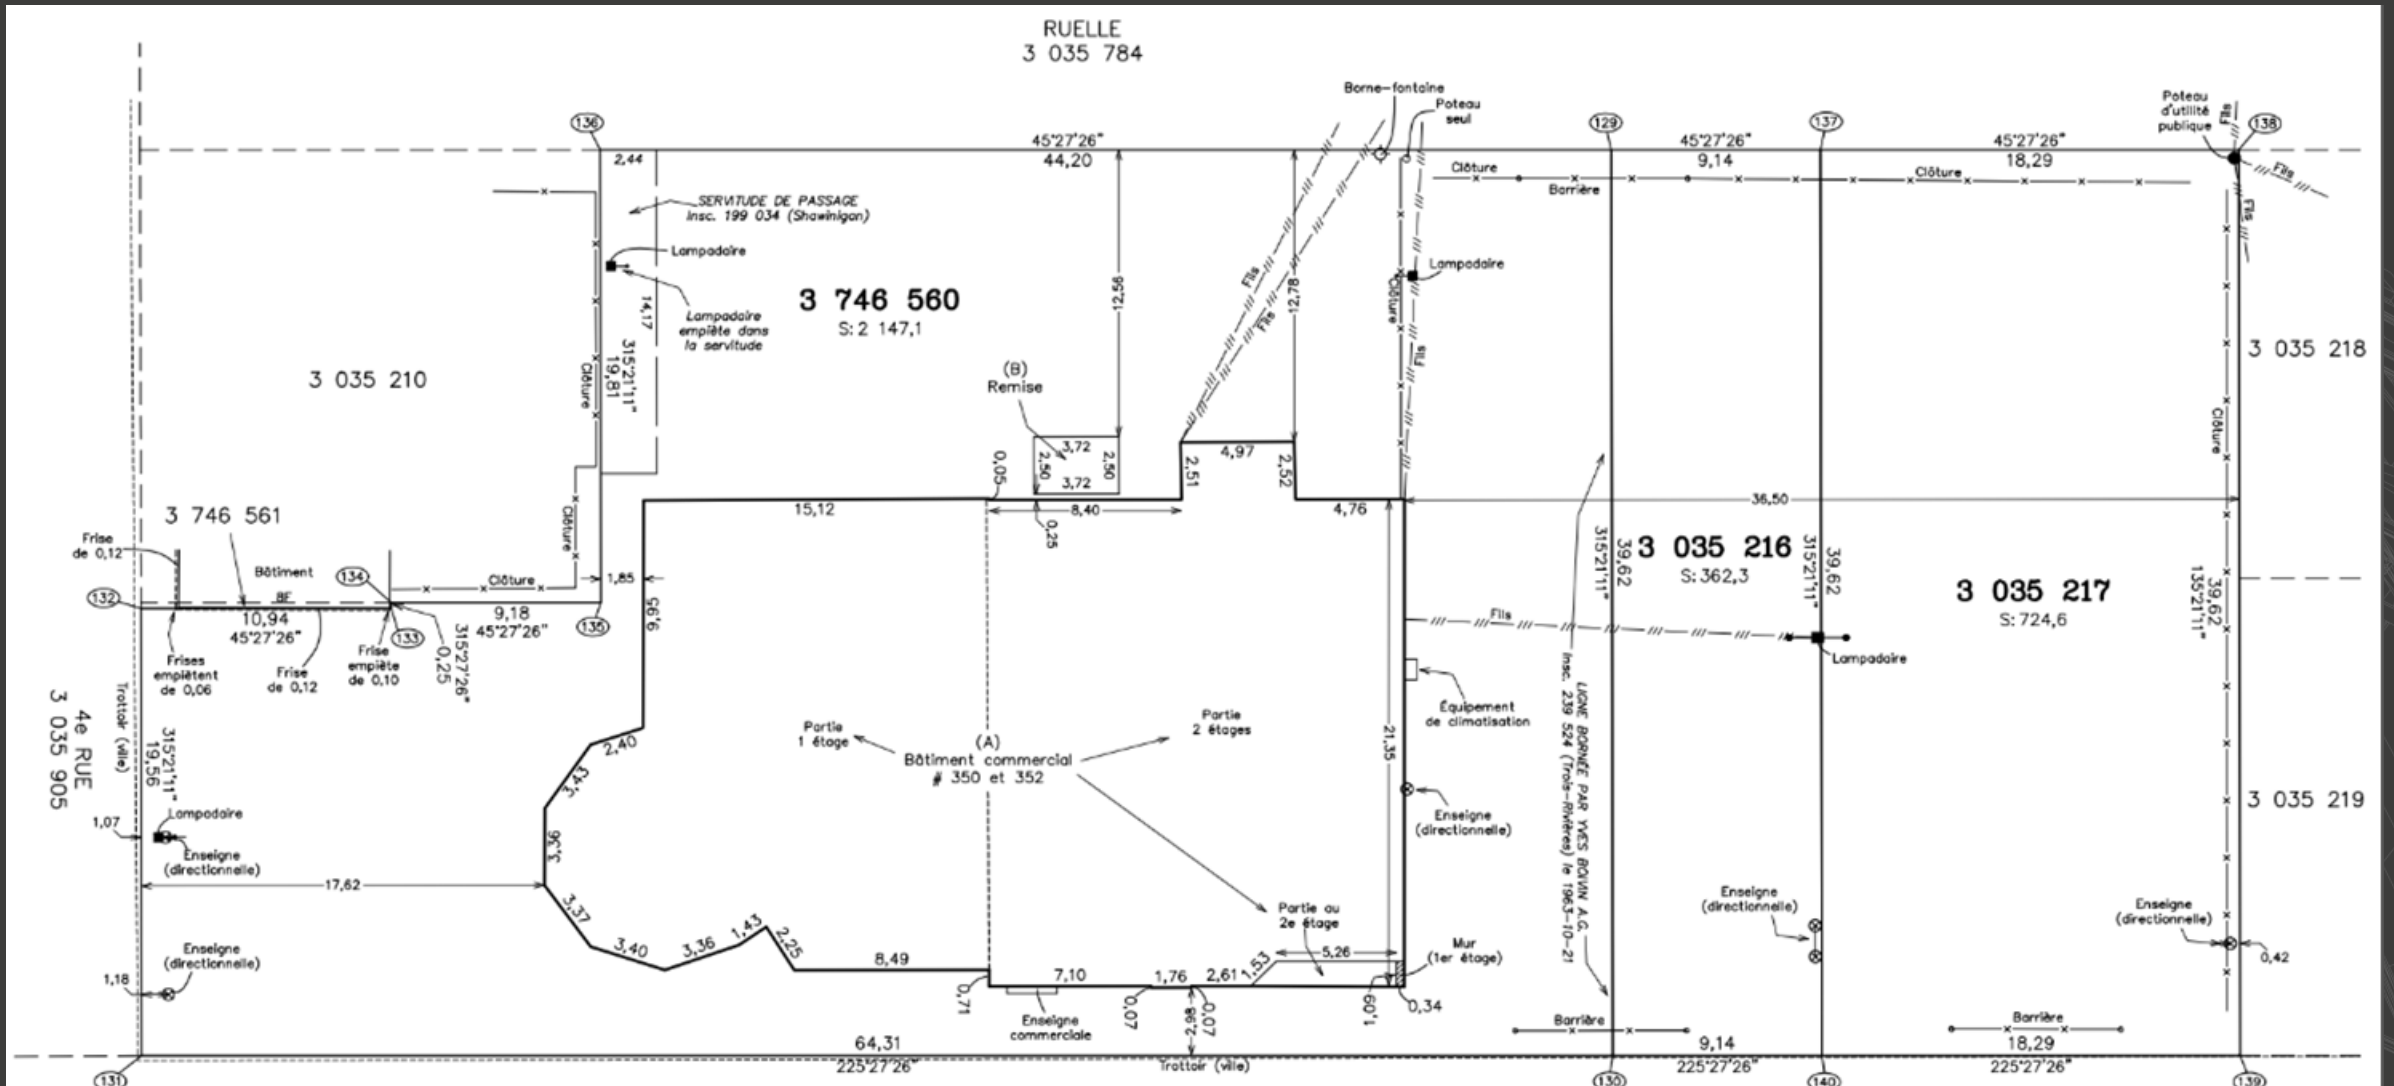 RUELLE
3 035 784
Borne-fontaine
Poteau
seul
Poteau
d'utilité
publique
Fils
136
129
137
138
45°27'26"
44,20
45°27'26"
9,14
45°27'26"
18,29
2,44
Clôture
Barrière
Clôture
Fils
Fils
SERVITUDE DE PASSAGE
Insc. 199 034 (Shawinigan)
Lampadaire
Lampadaire
empiète dans
la servitude
14,17
315°21'11"
19,81
Clôture
3 746 560
S: 2 147,1
12,56
12,78
Fils
Fils
Clôture
Lampadaire
Fils
3 035 210
3 035 218
(B)
Remise
3,72
2,50
2,50
3,72
0,05
4,97
2,51
2,52
15,12
8,40
0,25
4,76
36,50
Clôture
3 746 561
Frise
de 0,12
Bâtiment
8F
134
Clôture
Clôture
132
10,94
45°27'26"
133
9,18
45°27'26"
135
1,85
9,95
0,25
315°27'26"
Frises
empiètent
de 0,06
Frise
de 0,12
Frise
empiète
de 0,10
315°21'11"
39,62
3 035 216
S: 362,3
315°21'11"
39,62
3 035 217
S: 724,6
39,62
135°21'11"
Fils
Lampadaire
4e RUE
3 035 905
Trottoir (ville)
315°21'11"
19,56
2,40
3,43
3,36
3,37
3,40
3,36
1,43
2,25
8,49
Partie
1 étage
(A)
Bâtiment commercial
# 350 et 352
Partie
2 étages
21,35
Équipement
de climatisation
LIGNE BORNÉE PAR YVES BOIVIN A.G.
Insc. 239 524 (Trois-Rivières) le 1963-10-21
3 035 219
1,07
Lampadaire
Enseigne
(directionnelle)
17,62
Enseigne
(directionnelle)
Enseigne
(directionnelle)
Enseigne
(directionnelle)
Enseigne
(directionnelle)
1,18
0,42
Partie au
2e étage
5,26
1,53
Mur
(1er étage)
7,10
1,76
2,61
0,71
0,07
0,07
2,98
1,09
0,34
Enseigne
commerciale
Barrière
Barrière
64,31
225°27'26"
Trottoir (ville)
9,14
225°27'26"
18,29
225°27'26"
131
130
140
139